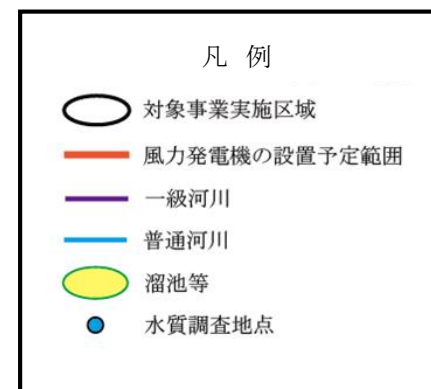 凡 例
対象事業実施区域
風力発電機の設置予定範囲
一級河川
普通河川
溜池等
水質調査地点